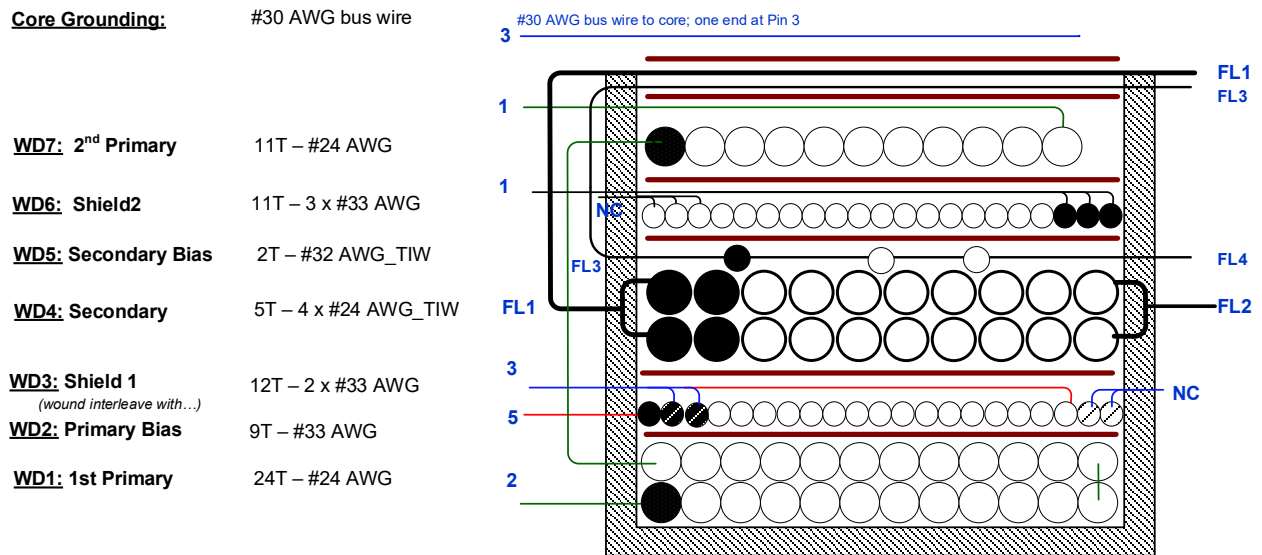 Core Grounding: #30 AWG bus wire
#30 AWG bus wire to core; one end at Pin 3
3
FL1
FL3
1
WD7: 2nd Primary 11T – #24 AWG
1
WD6: Shield2 11T – 3 x #33 AWG
NC
WD5: Secondary Bias 2T – #32 AWG_TIW
FL3
FL4
WD4: Secondary 5T – 4 x #24 AWG_TIW
FL1
FL2
3
WD3: Shield 1 12T – 2 x #33 AWG
NC
(wound interleave with…)
5
WD2: Primary Bias 9T – #33 AWG
WD1: 1st Primary 24T – #24 AWG
2